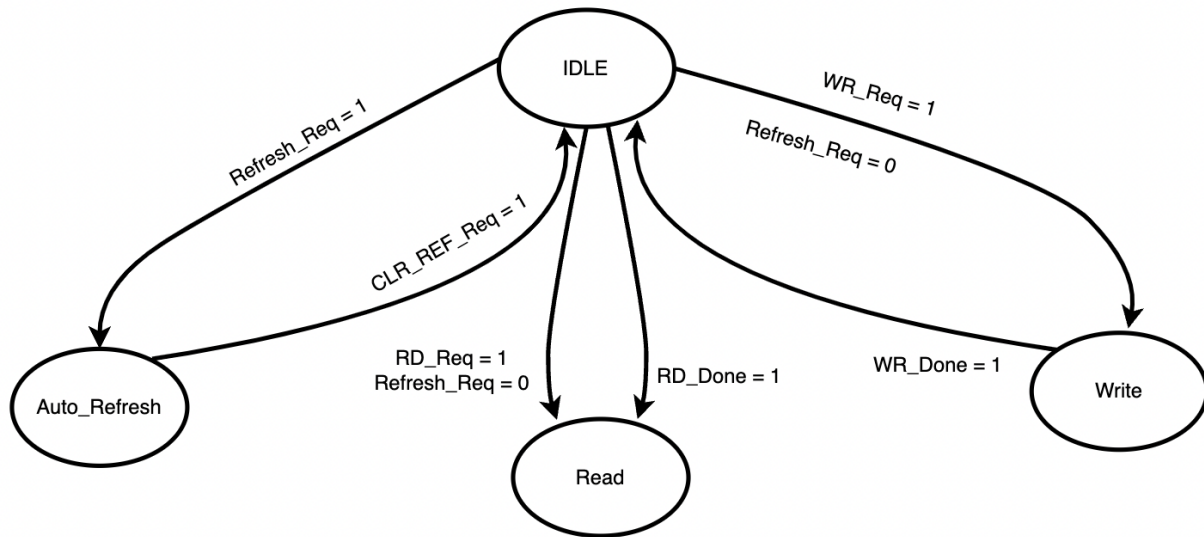 IDLE
WR_Req = 1
Refresh_Req = 0
Refresh_Req = 1
CLR_REF_Req = 1
RD_Req = 1
Refresh_Req = 0
RD_Done = 1
WR_Done = 1
Auto_Refresh
Read
Write